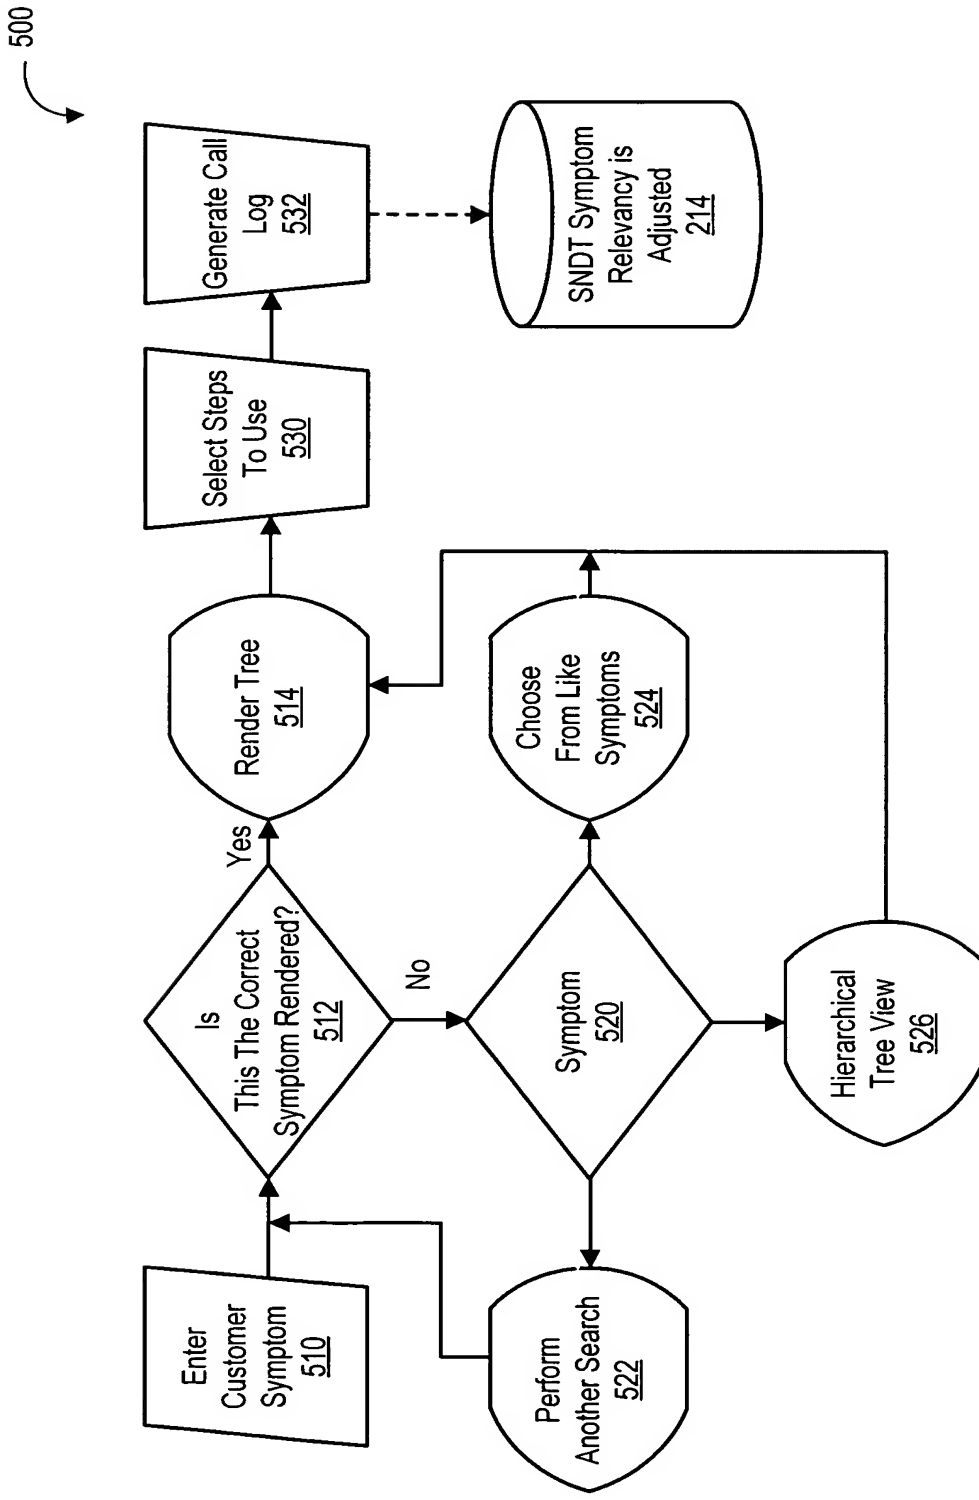 500
Enter
Customer
Symptom
510
Is
This The Correct
Symptom Rendered?
512
Yes
No
Render Tree
514
Select Steps
To Use
530
Generate Call
Log
532
Perform
Another Search
522
Symptom
520
Choose
From Like
Symptoms
524
SNDT Symptom
Relevancy is
Adjusted
214
Hierarchical
Tree View
526